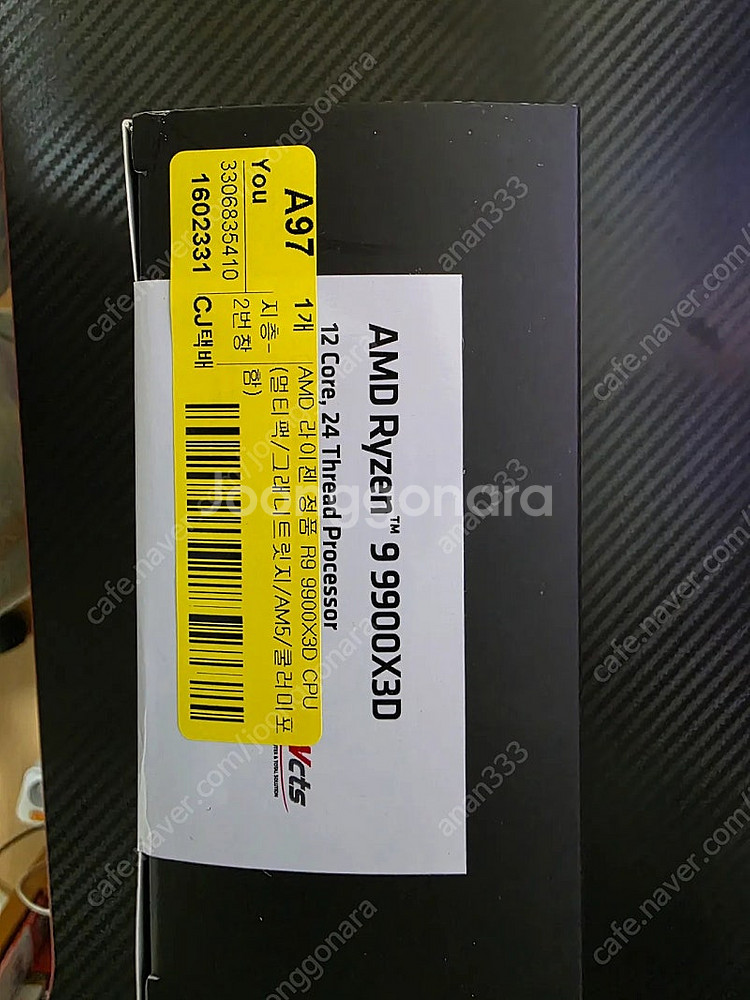 A97
You
3306835410
1602331
1개
지층-
2번창
CJ택배
AMD 라이젠 정품 R9 9900X3D CPU
(멀티팩/그래니트릿지/AM5/쿨러미포
함)
AMD Ryzen™ 9 9900X3D
12 Core, 24 Thread Processor
cts
Joonggonara
cafe.naver.com/joonggonara
anan333